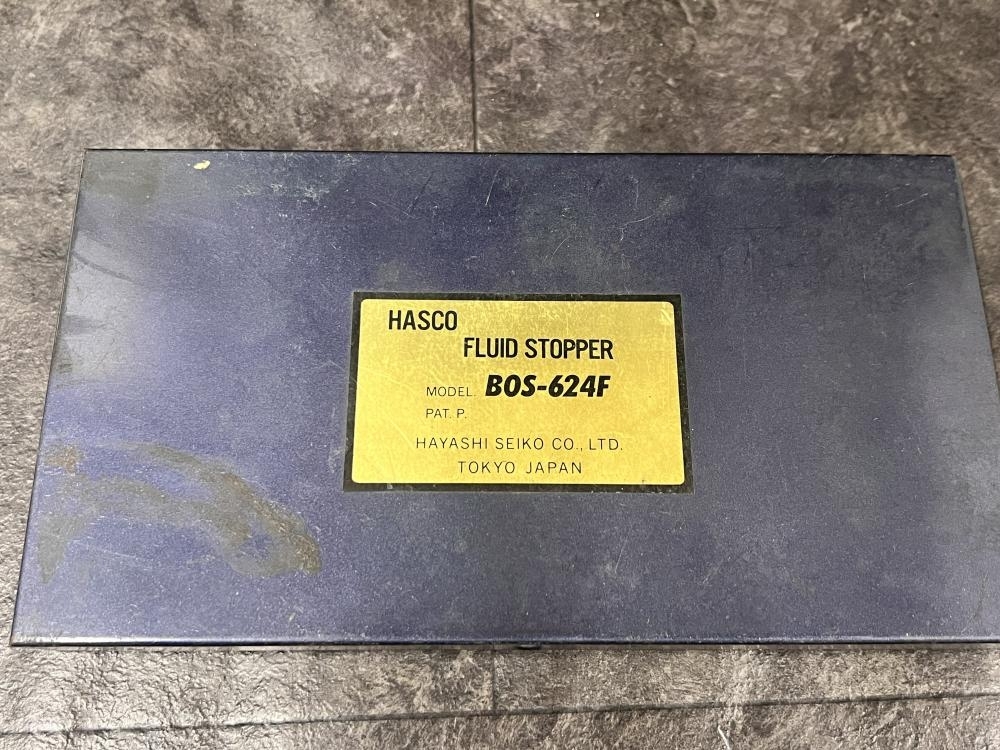 HASCO
FLUID STOPPER
MODEL. BOS-624F
PAT. P.
HAYASHI SEIKO CO., LTD.
TOKYO JAPAN